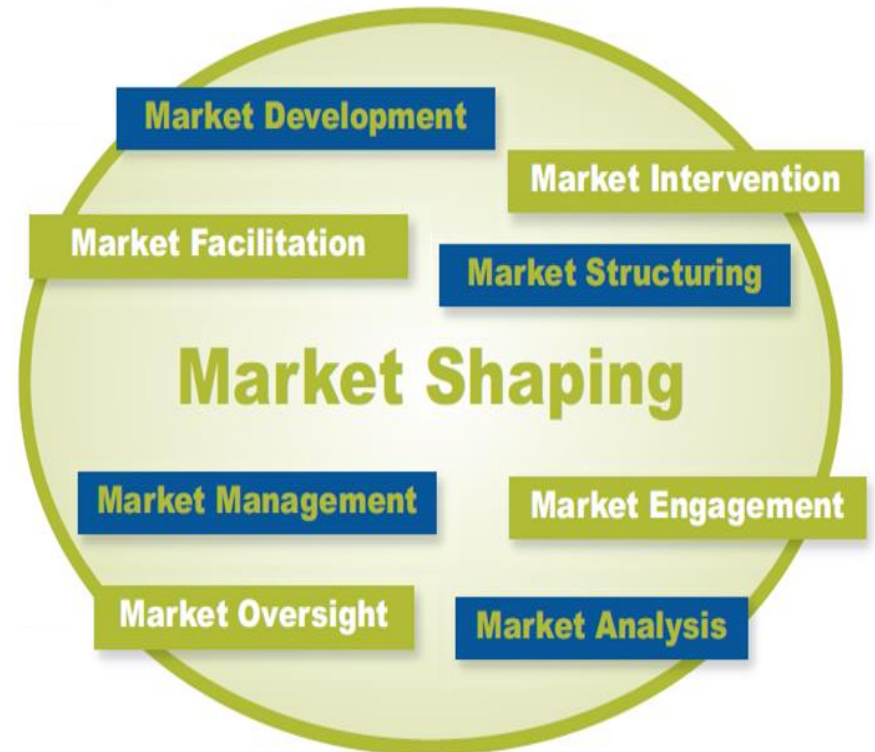 Market Development
Market Intervention
Market Facilitation
Market Structuring
Market Shaping
Market Management
Market Engagement
Market Oversight
Market Analysis